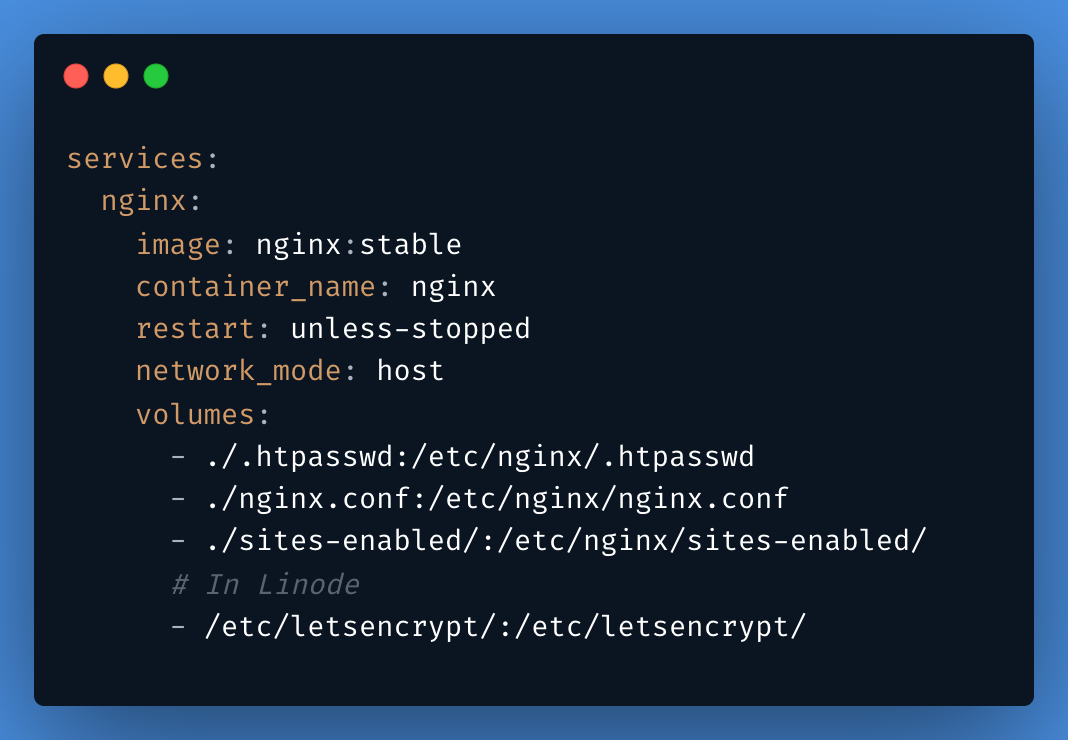 services:
  nginx:
    image: nginx:stable
    container_name: nginx
    restart: unless-stopped
    network_mode: host
    volumes:
      - ./.htpasswd:/etc/nginx/.htpasswd
      - ./nginx.conf:/etc/nginx/nginx.conf
      - ./sites-enabled/:/etc/nginx/sites-enabled/
      # In Linode
      - /etc/letsencrypt/:/etc/letsencrypt/